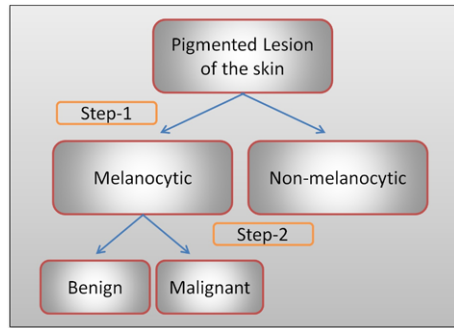 Pigmented Lesion
of the skin
Step-1
Melanocytic
Non-melanocytic
Step-2
Benign
Malignant